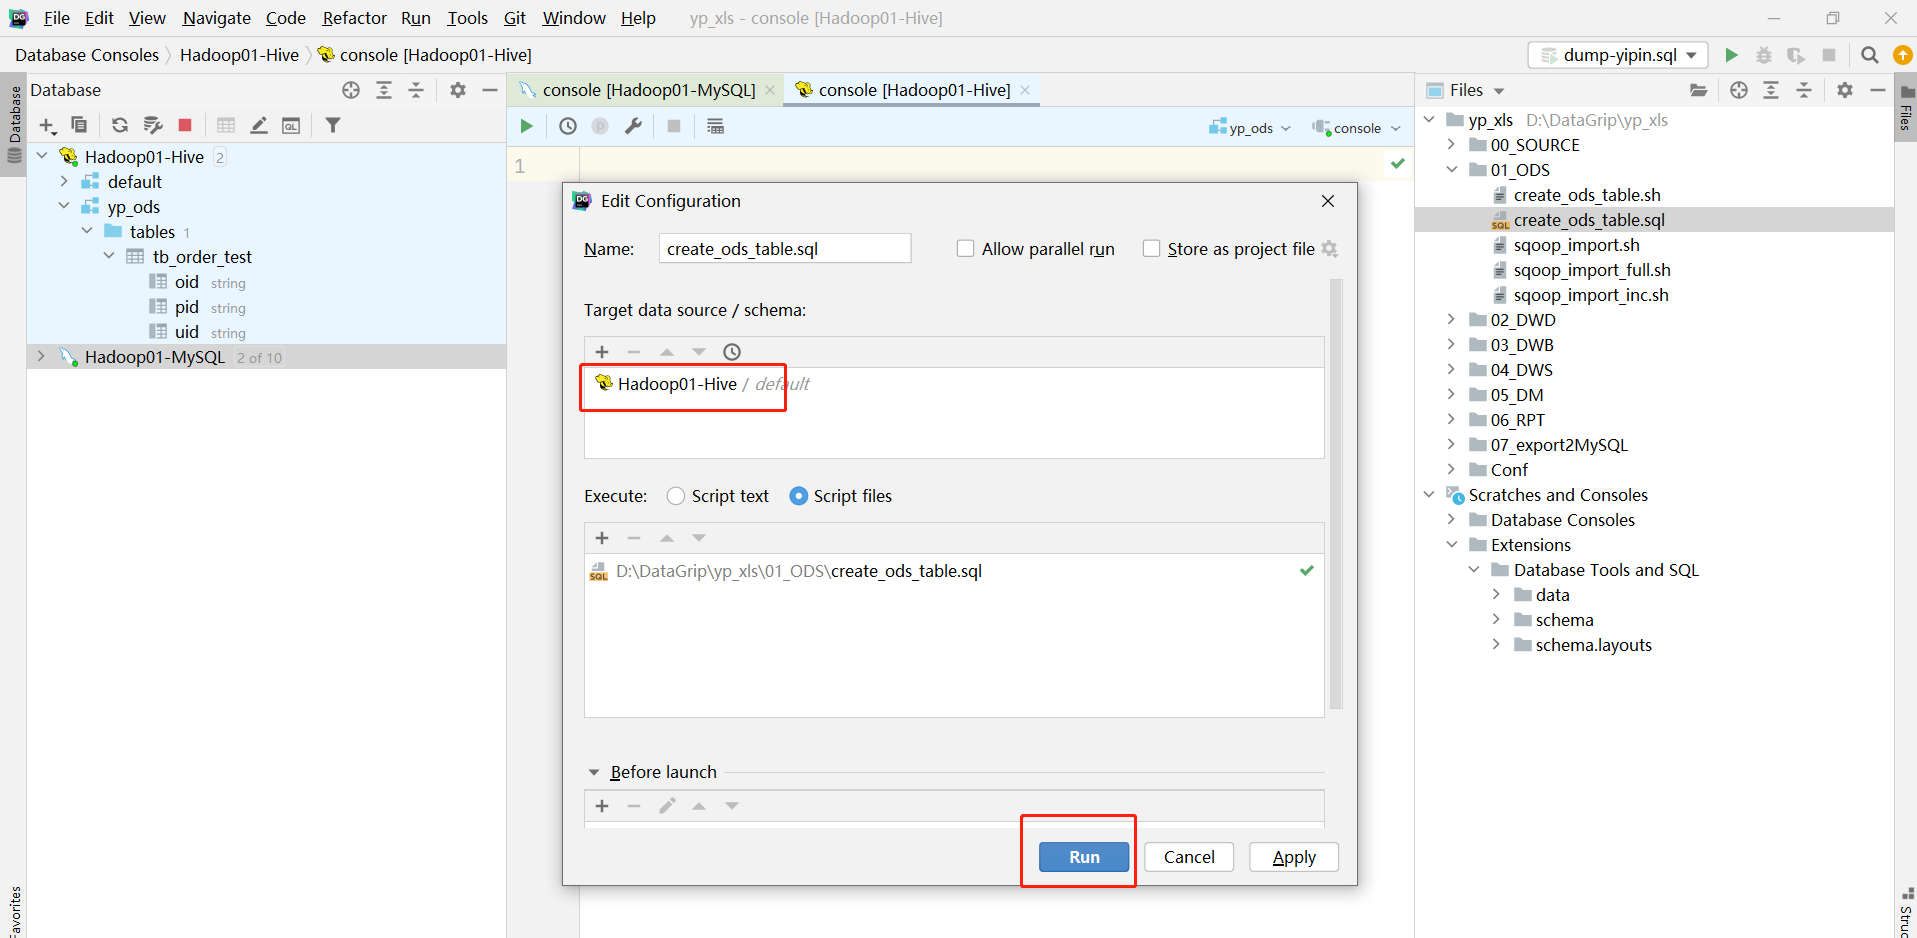 File Edit View Navigate Code Refactor Run Tools Git Window Help yp_xls - console [Hadoop01-Hive]
Database Consoles Hadoop01-Hive console [Hadoop01-Hive] dump-yipin.sql
Database
Database
console [Hadoop01-MySQL] console [Hadoop01-Hive]
yp_ods console
Hadoop01-Hive 2
default
yp_ods
tables 1
tb_order_test
oid string
pid string
uid string
Hadoop01-MySQL 2 of 10
Favorites
1
Edit Configuration
Name: create_ods_table.sql Allow parallel run Store as project file
Target data source / schema:
Hadoop01-Hive / default
Execute: Script text Script files
D:\DataGrip\yp_xls\01_ODS\create_ods_table.sql
Before launch
Run Cancel Apply
Files
Files
yp_xls D:\DataGrip\yp_xls
00_SOURCE
01_ODS
create_ods_table.sh
create_ods_table.sql
sqoop_import.sh
sqoop_import_full.sh
sqoop_import_inc.sh
02_DWD
03_DWB
04_DWS
05_DM
06_RPT
07_export2MySQL
Conf
Scratches and Consoles
Database Consoles
Extensions
Database Tools and SQL
data
schema
schema.layouts
Struc